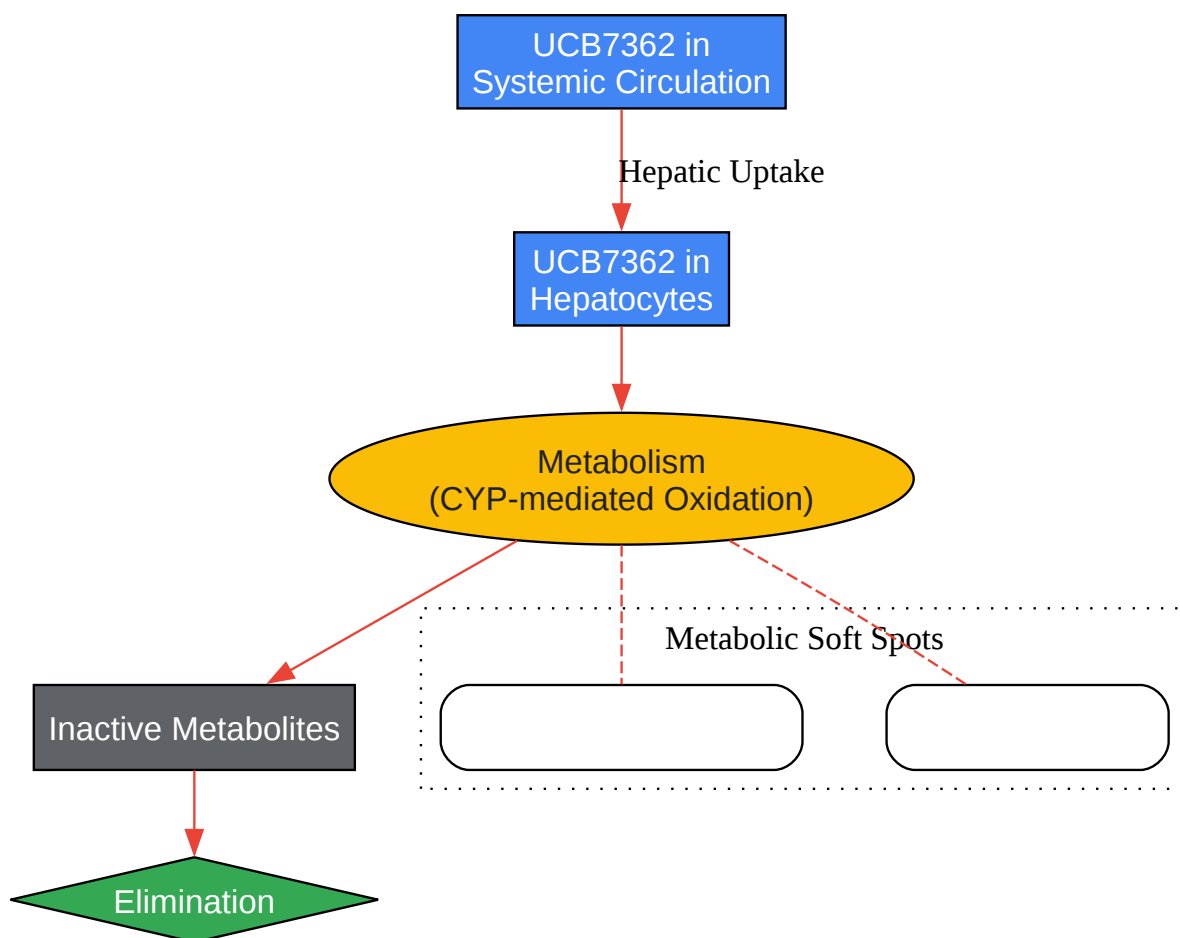 UCB7362 in
Systemic Circulation
Hepatic Uptake
UCB7362 in
Hepatocytes
Metabolism
(CYP-mediated Oxidation)
Metabolic Soft Spots
Inactive Metabolites
Elimination